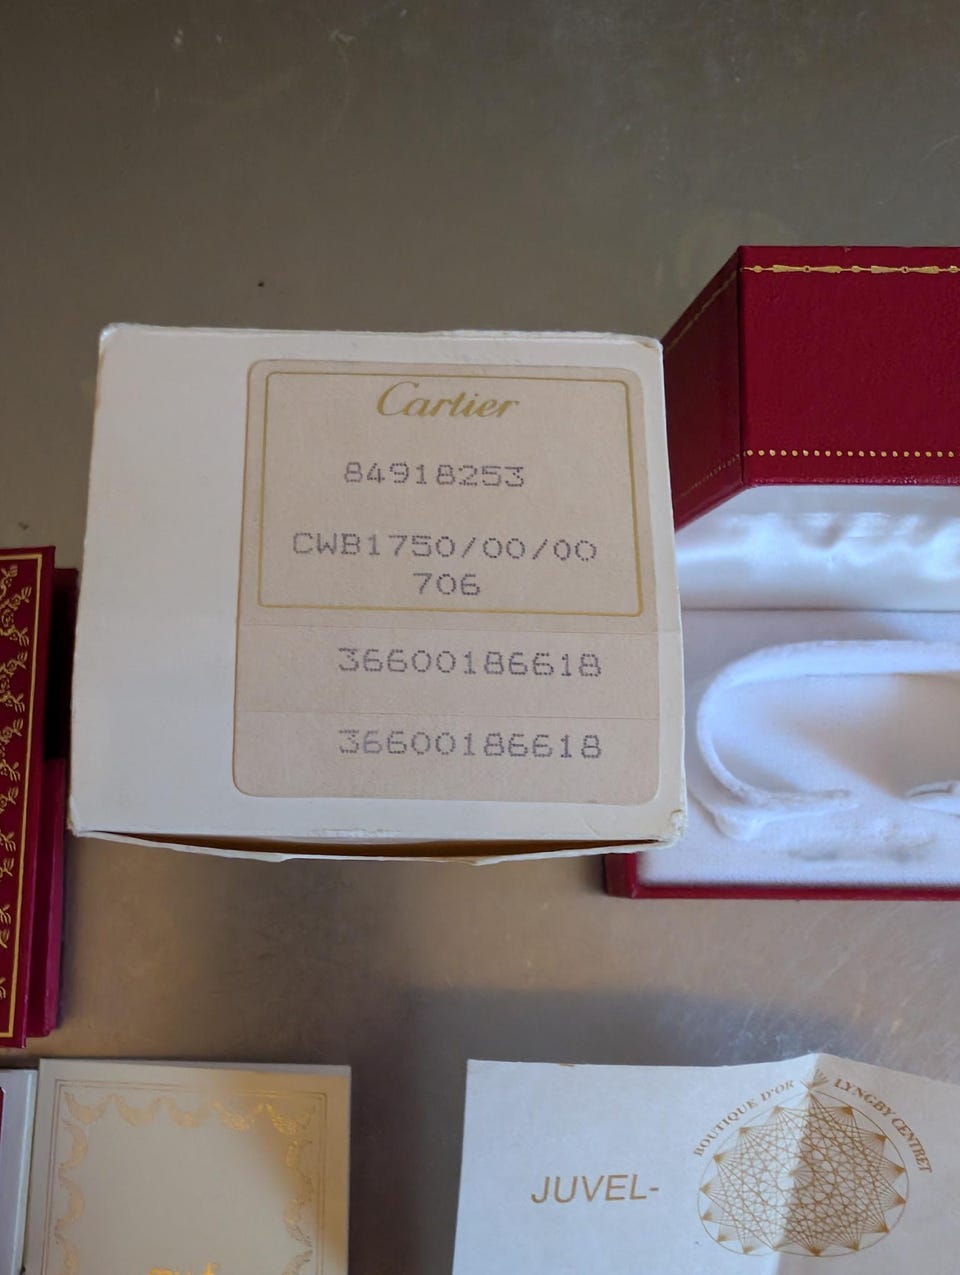 Cartier
84918253
CWB1750/00/00
706
36600186618
36600186618
BOUTIQUE D'OR LYNGBY CENTRET
JUVEL-